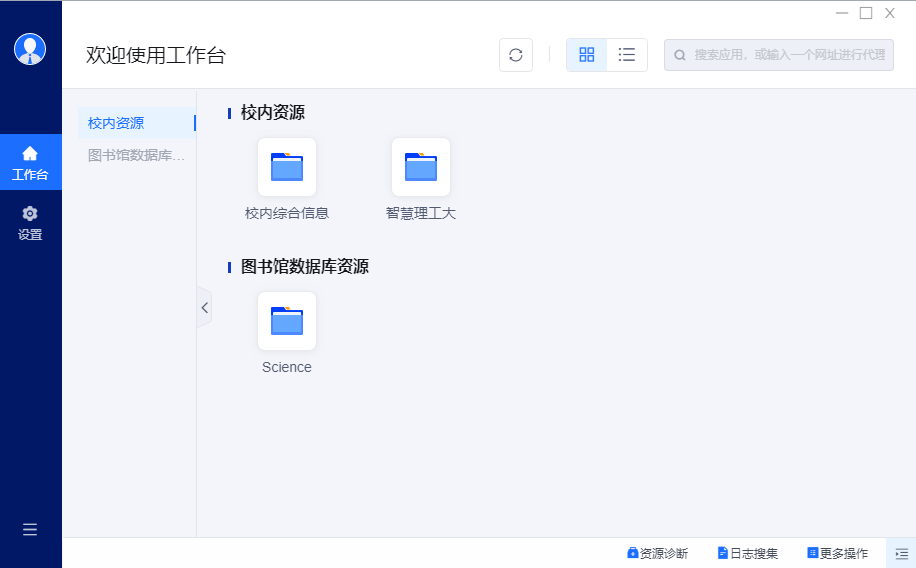 欢迎使用工作台
搜索应用，或输入一个网址进行代理
工作台
设置
校内资源
图书馆数据库...
校内资源
校内综合信息
智慧理工大
图书馆数据库资源
Science
资源诊断
日志搜集
更多操作